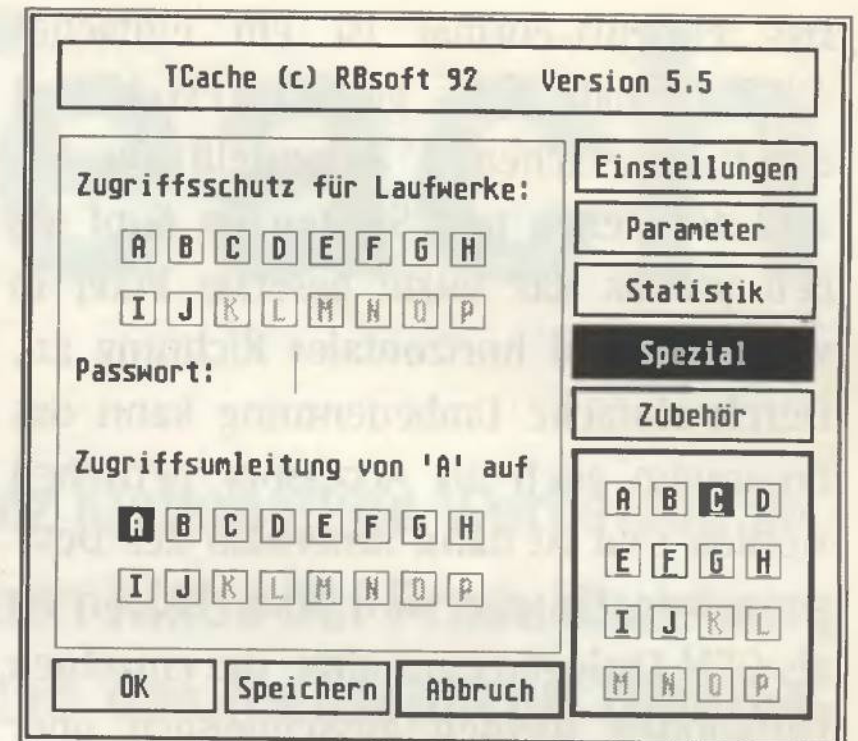 TCache (c) RBsoft 92 Version 5.5
Zugriffsschutz für Laufwerke:
A B C D E F G H
I J K L M N O P
Passwort:
Zugriffsumleitung von 'A' auf
A B C D E F G H
I J K L M N O P
OK Speichern Abbruch
Einstellungen
Parameter
Statistik
Spezial
Zubehör
A B C D
E F G H
I J K L
M N O P